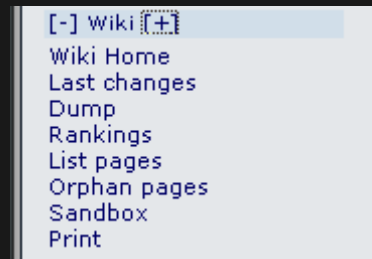 [-] Wiki [+]
Wiki Home
Last changes
Dump
Rankings
List pages
Orphan pages
Sandbox
Print